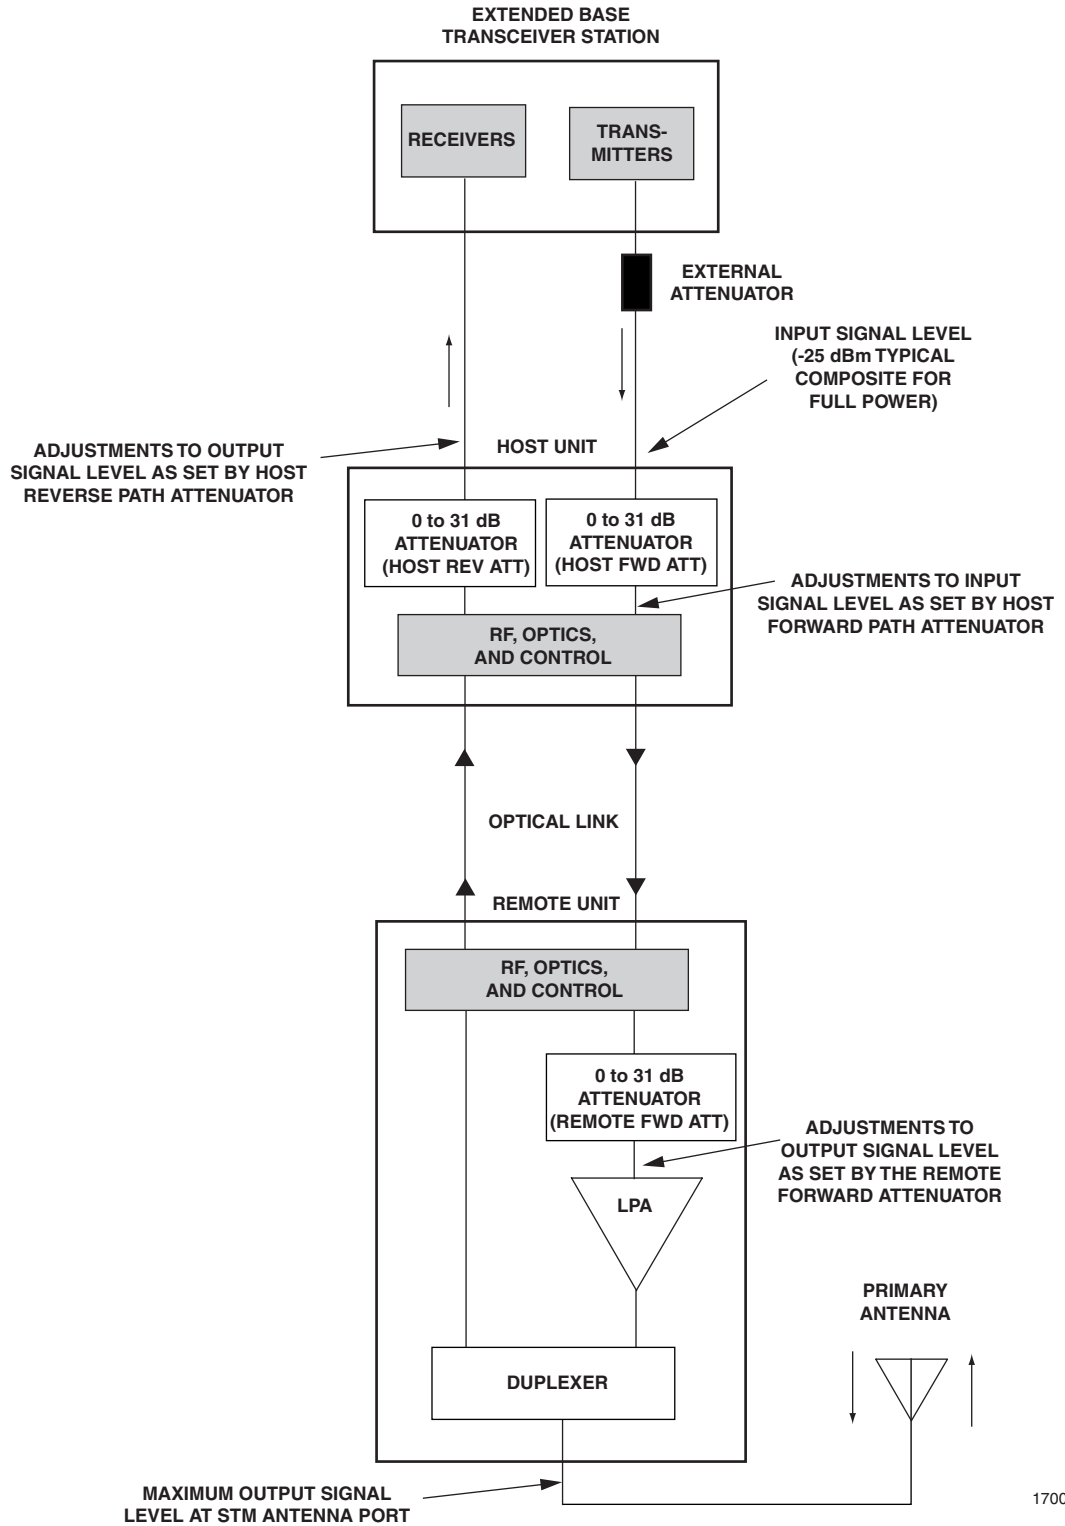 EXTENDED BASE
TRANSCEIVER STATION
RECEIVERS
TRANS-
MITTERS
EXTERNAL
ATTENUATOR
INPUT SIGNAL LEVEL
(-25 dBm TYPICAL
COMPOSITE FOR
FULL POWER)
ADJUSTMENTS TO OUTPUT
SIGNAL LEVEL AS SET BY HOST
REVERSE PATH ATTENUATOR
HOST UNIT
0 to 31 dB
ATTENUATOR
(HOST REV ATT)
0 to 31 dB
ATTENUATOR
(HOST FWD ATT)
ADJUSTMENTS TO INPUT
SIGNAL LEVEL AS SET BY HOST
FORWARD PATH ATTENUATOR
RF, OPTICS,
AND CONTROL
OPTICAL LINK
REMOTE UNIT
RF, OPTICS,
AND CONTROL
0 to 31 dB
ATTENUATOR
(REMOTE FWD ATT)
ADJUSTMENTS TO
OUTPUT SIGNAL LEVEL
AS SET BY THE REMOTE
FORWARD ATTENUATOR
LPA
PRIMARY
ANTENNA
DUPLEXER
MAXIMUM OUTPUT SIGNAL
LEVEL AT STM ANTENNA PORT
1700